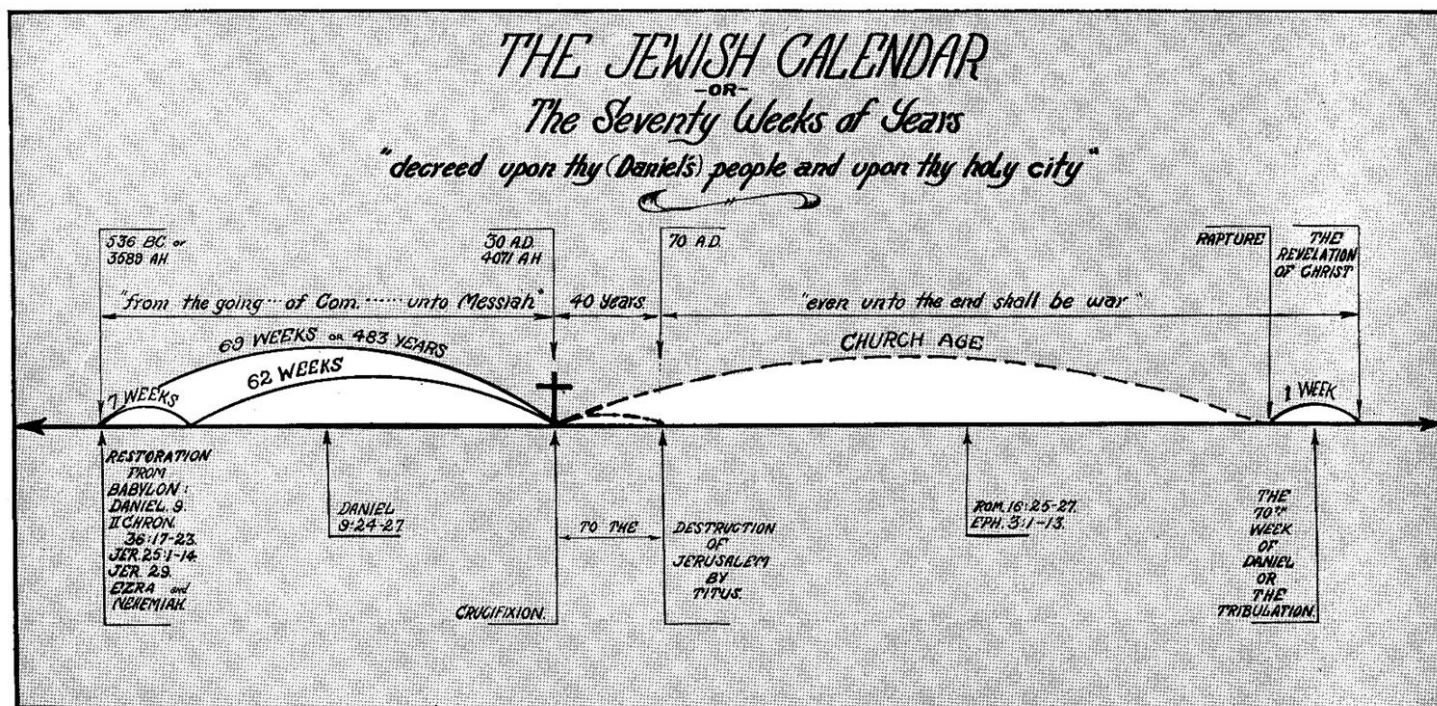 THE JEWISH CALENDAR
-OR-
The Seventy Weeks of Years
"decreed upon thy (Daniel's) people and upon thy holy city"
536 BC or
3589 AH
30 A.D.
4071 AH
70 A.D.
RAPTURE
THE
REVELATION
OF CHRIST
"from the going ... of Com. ...... unto Messiah"
40 Years
"even unto the end shall be war"
69 WEEKS OR 483 YEARS
62 WEEKS
7 WEEKS
CHURCH AGE
1 WEEK
RESTORATION
FROM
BABYLON:
DANIEL. 9.
II CHRON.
36:17-23.
JER. 25:1-14.
JER. 29.
EZRA and
NEHEMIAH.
DANIEL
9:24-27
CRUCIFIXION.
TO THE
DESTRUCTION
OF
JERUSALEM
BY
TITUS.
ROM. 16:25-27.
EPH. 3:1-13.
THE
70TH
WEEK
OF
DANIEL
OR
THE
TRIBULATION.